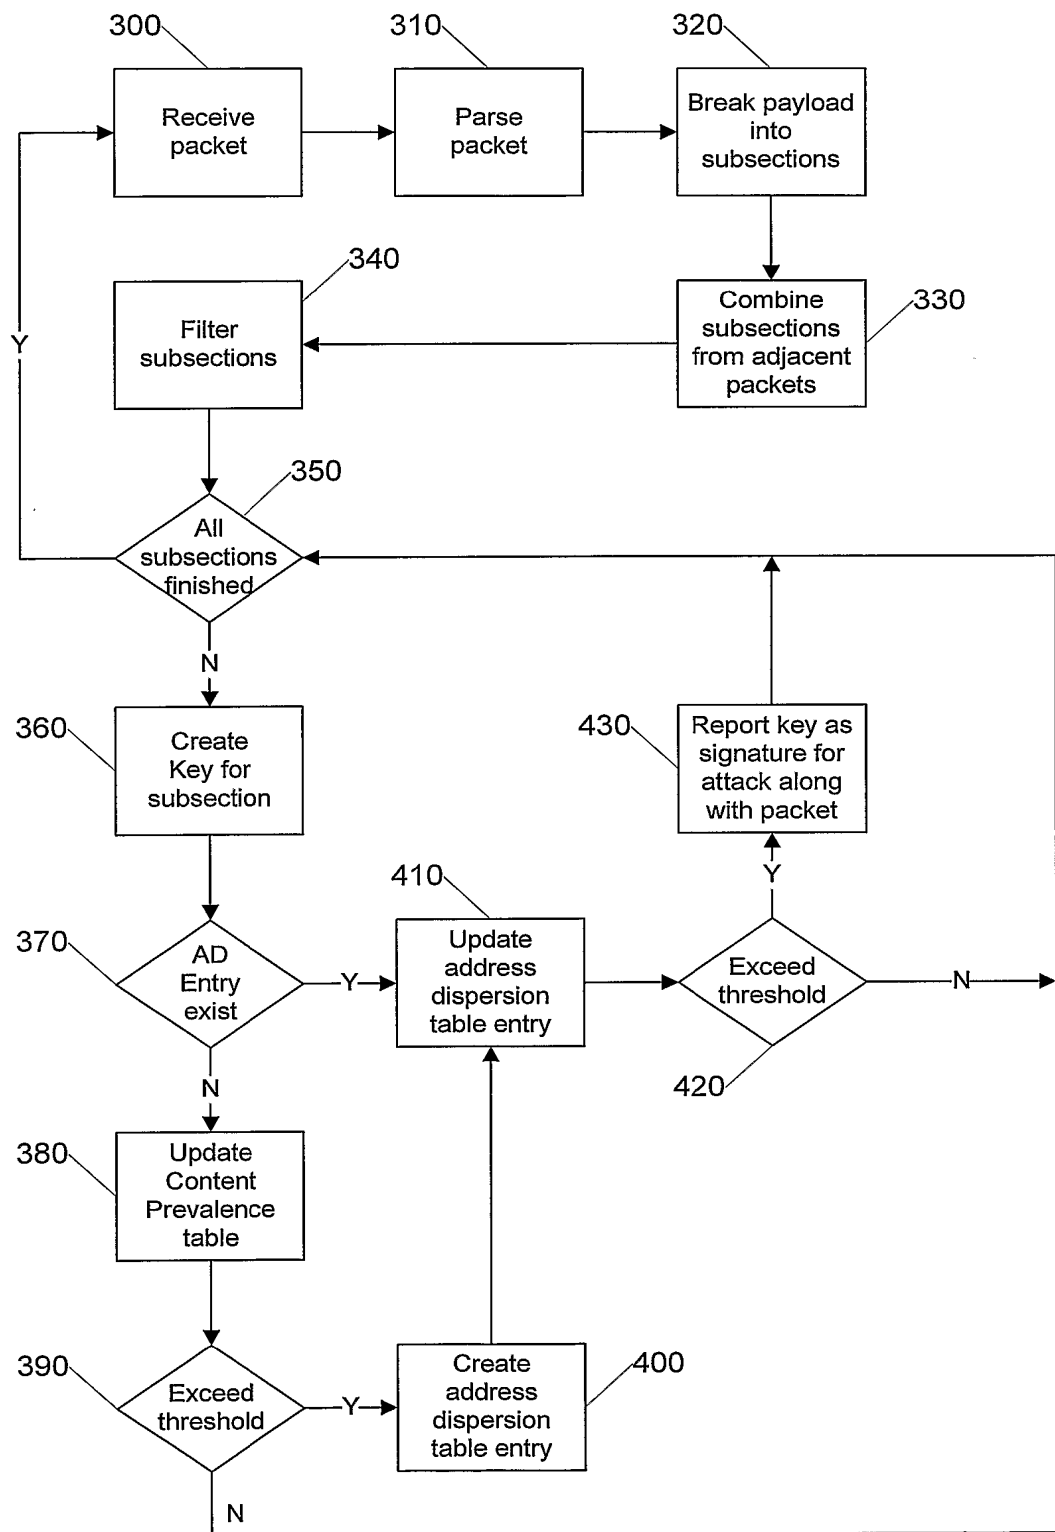 300
310
320
Receive
packet
Parse
packet
Break payload
into
subsections
340
330
Filter
subsections
Combine
subsections
from adjacent
packets
Y
350
All
subsections
finished
N
360
Create
Key for
subsection
430
Report key as
signature for
attack along
with packet
Y
370
AD
Entry
exist
Y
410
Update
address
dispersion
table entry
Exceed
threshold
N
420
N
380
Update
Content
Prevalence
table
390
Exceed
threshold
Y
Create
address
dispersion
table entry
400
N